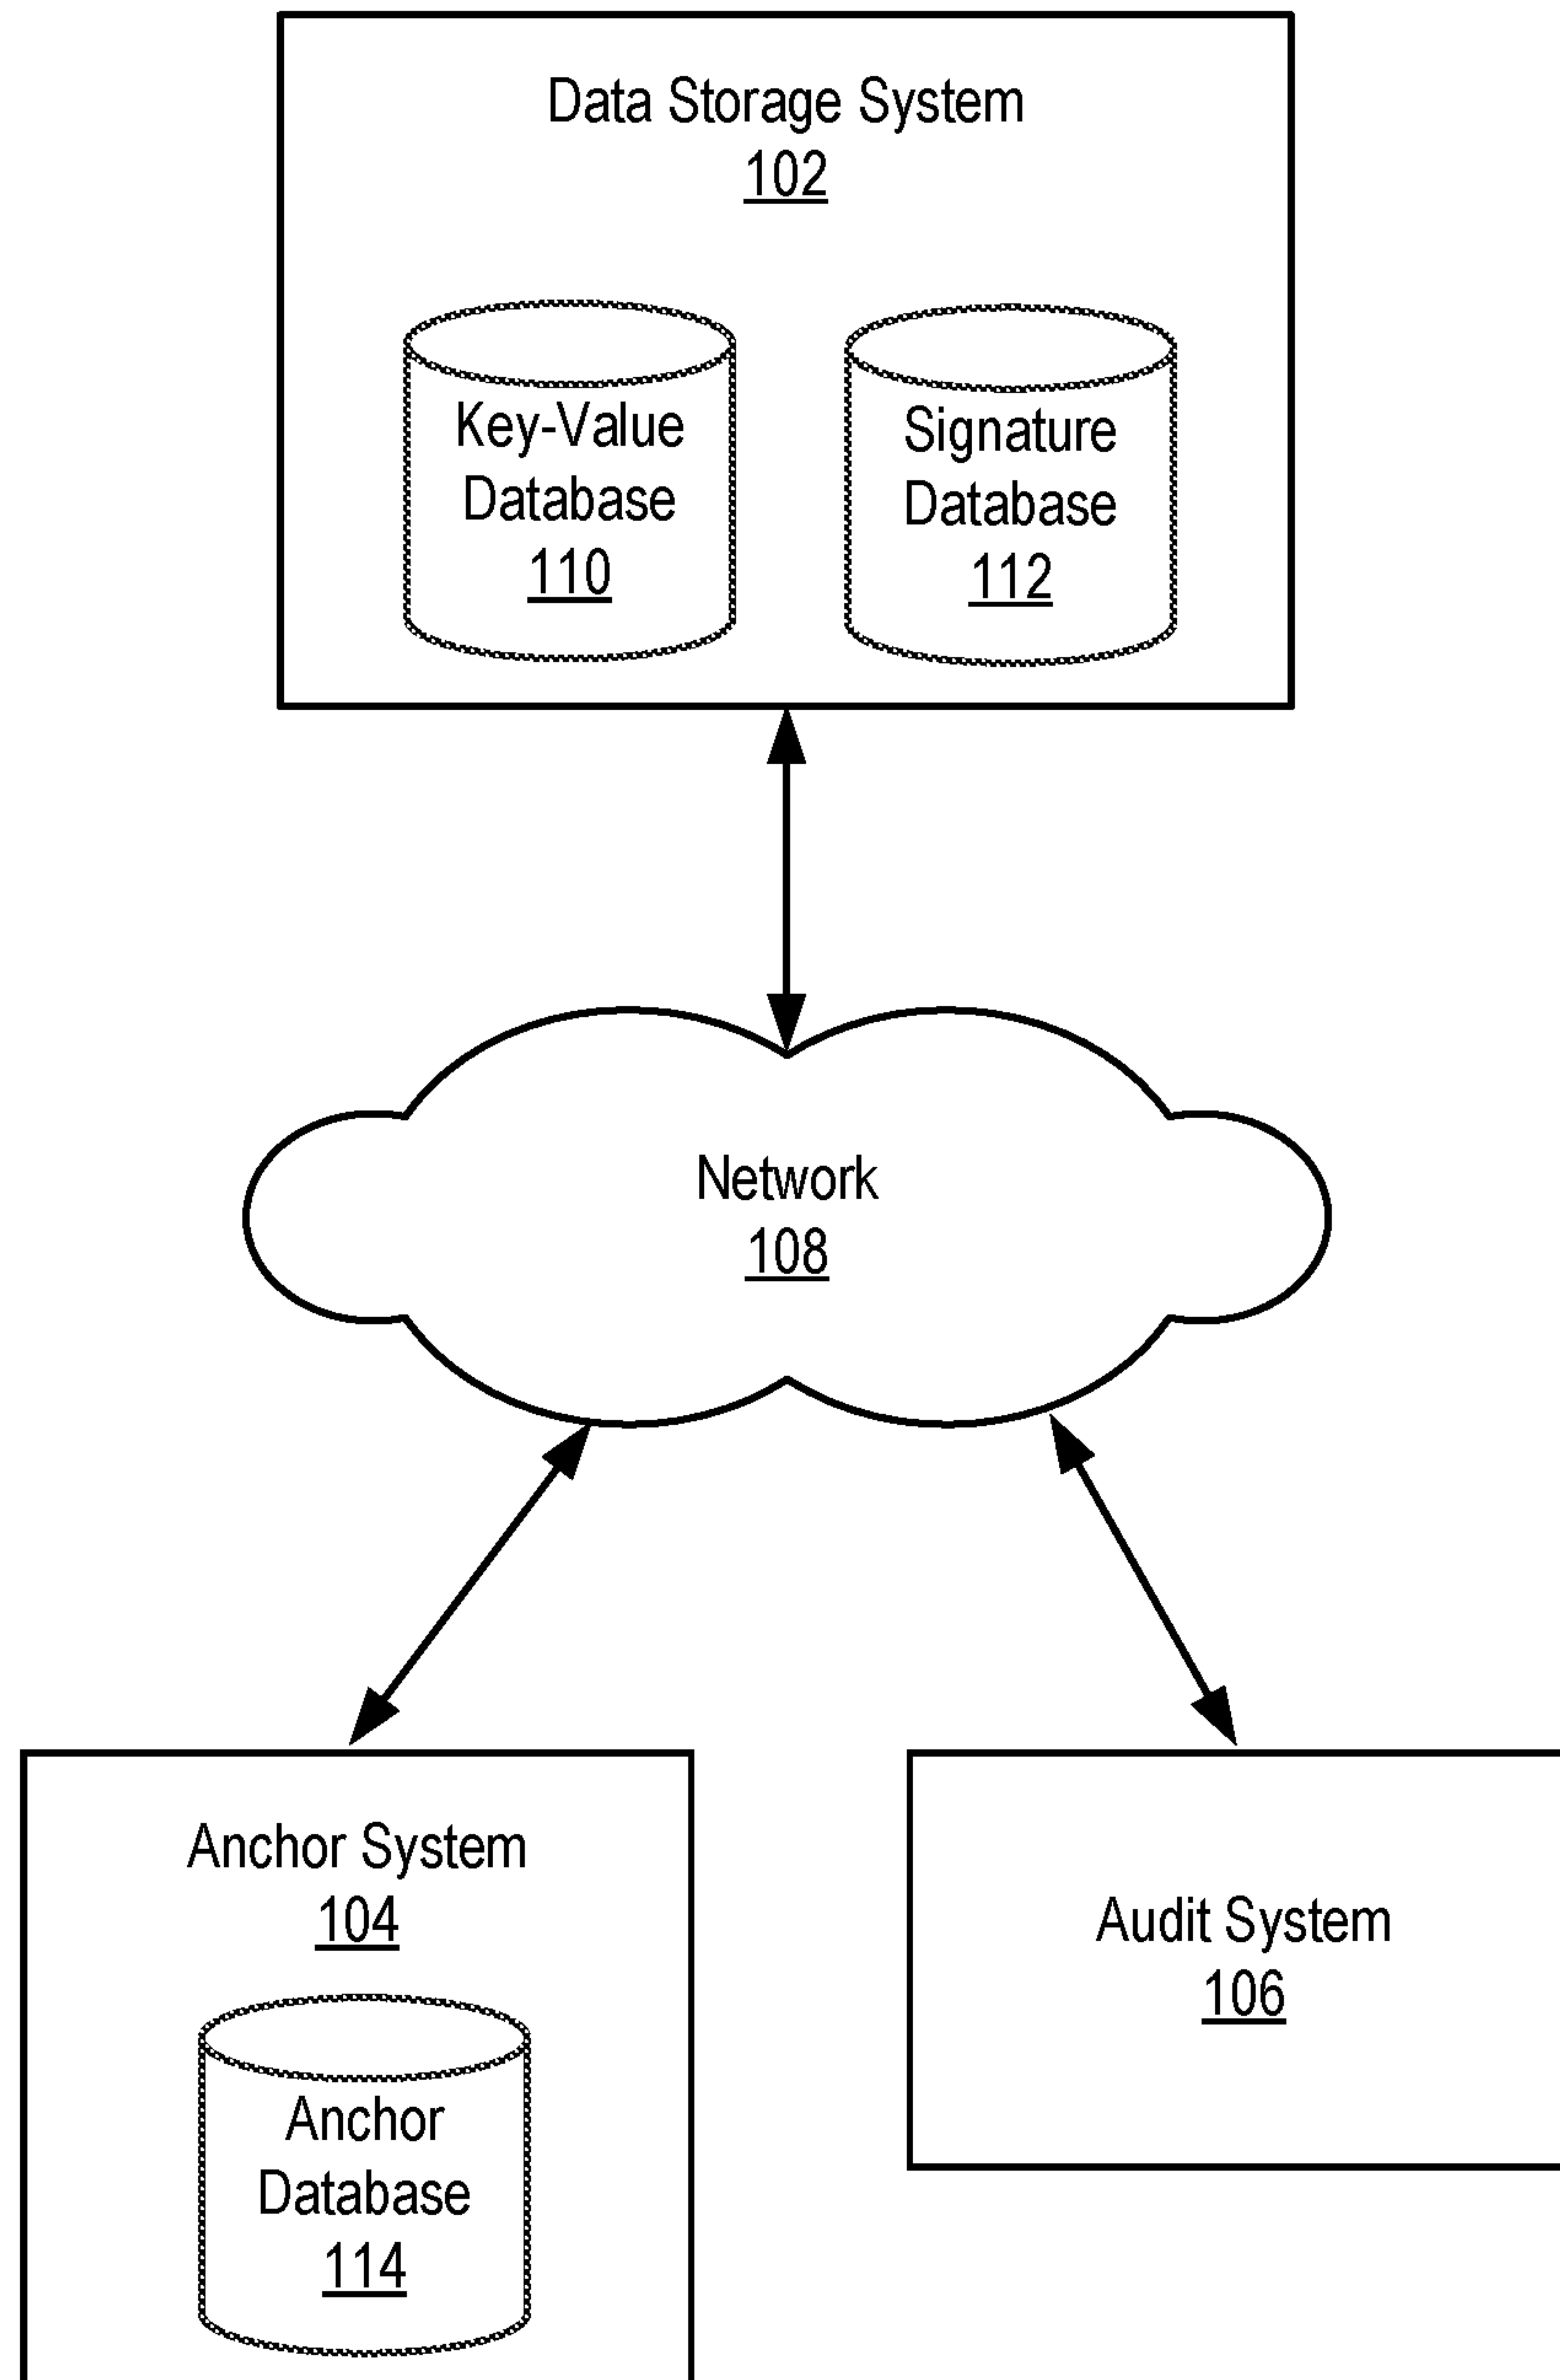 Data Storage System
102
Key-Value
Database
110
Signature
Database
112
Network
108
Anchor System
104
Anchor
Database
114
Audit System
106